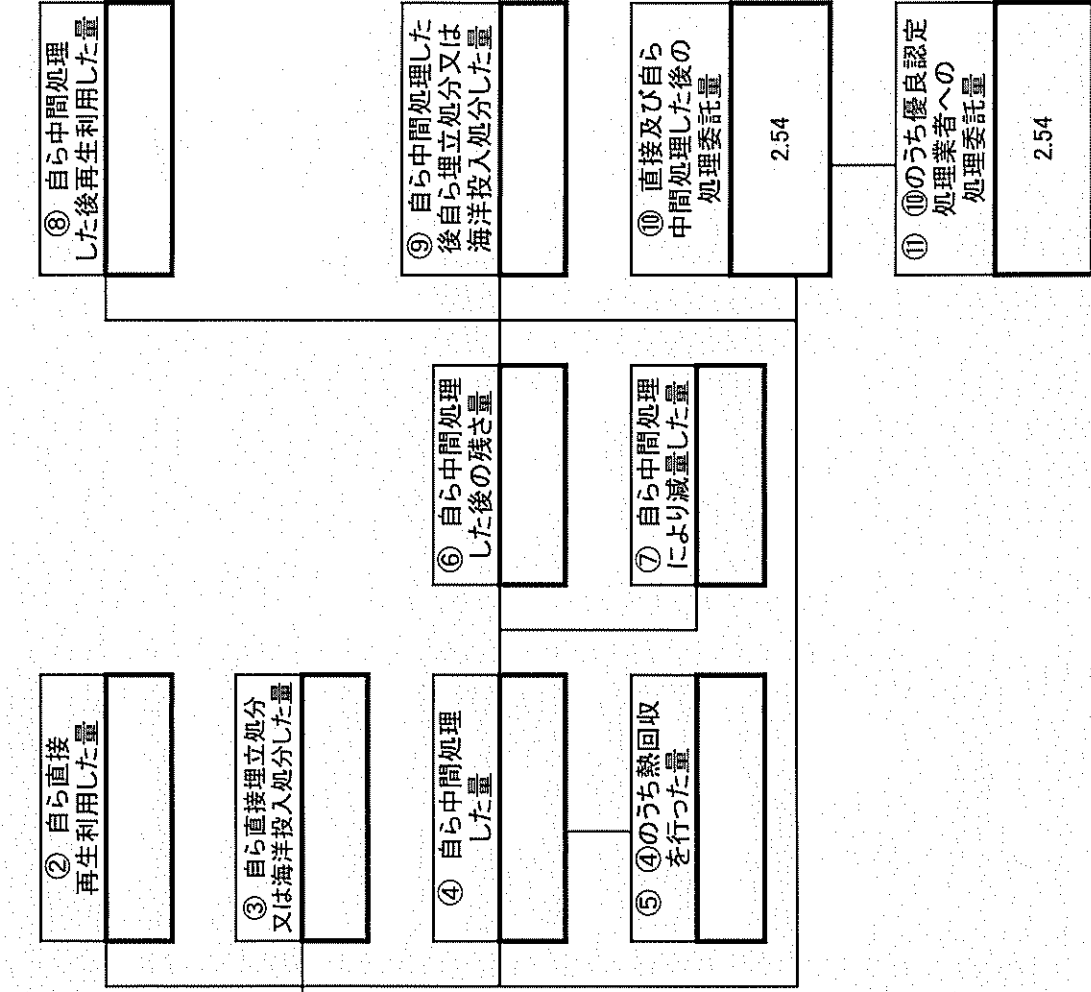 ② 自ら直接
再生利用した量
③ 自ら直接埋立処分
又は海洋投入処分した量
④ 自ら中間処理
した量
⑤ ④のうち熱回収
を行った量
⑥ 自ら中間処理
した後の残さ量
⑦ 自ら中間処理
により減量した量
⑧ 自ら中間処理
した後再生利用した量
⑨ 自ら中間処理した
後自ら埋立処分又は
海洋投入処分した量
⑩ 直接及び自ら
中間処理した後の
処理委託量
2.54
⑪ ⑩のうち優良認定
処理業者への
処理委託量
2.54